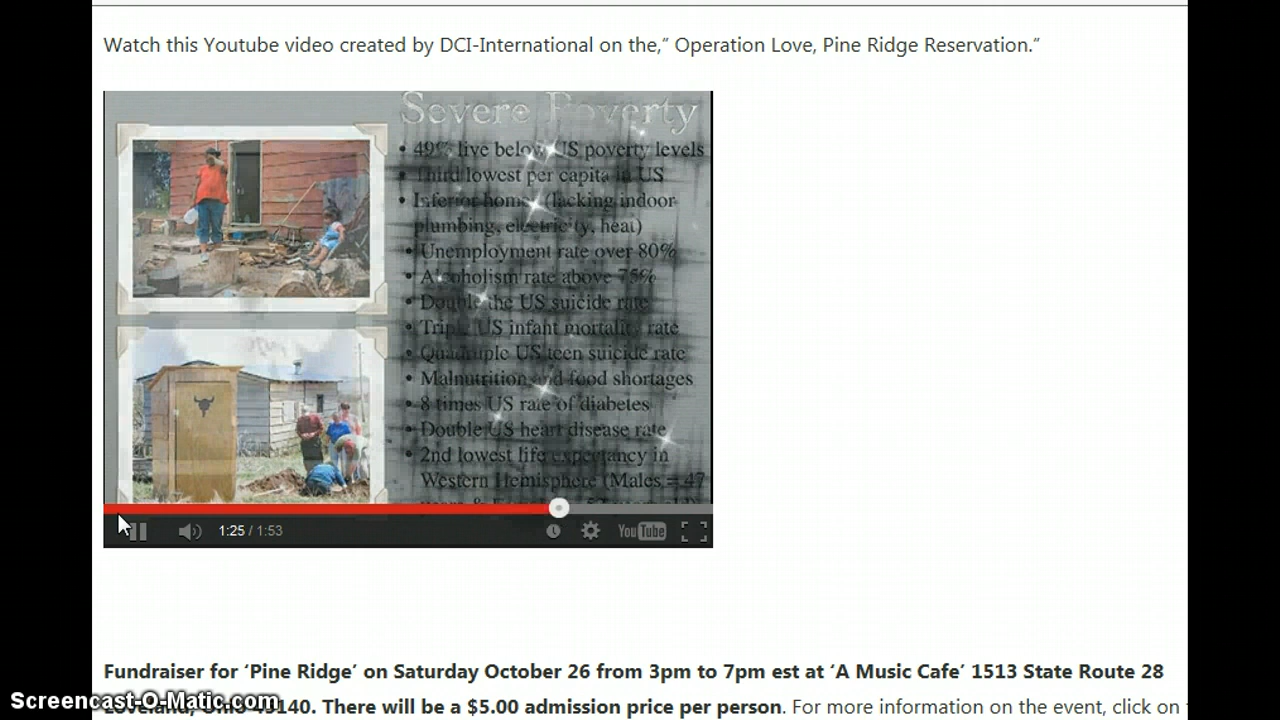 Watch this Youtube video created by DCI-International on the,” Operation Love, Pine Ridge Reservation.”
Severe Poverty
• 49% live below US poverty levels
• Third lowest per capita in US
• Inferior homes (lacking indoor
plumbing, electricity, heat)
• Unemployment rate over 80%
• Alcoholism rate above 75%
• Double the US suicide rate
• Triple US infant mortality rate
• Quadruple US teen suicide rate
• Malnutrition and food shortages
• 8 times US rate of diabetes
• Double US heart disease rate
• 2nd lowest life expectancy in
Western Hemisphere (Males = 47
1:25 / 1:53
YouTube
Fundraiser for ‘Pine Ridge’ on Saturday October 26 from 3pm to 7pm est at ‘A Music Cafe’ 1513 State Route 28
Loveland, Ohio 45140. There will be a $5.00 admission price per person. For more information on the event, click on
Screencast-O-Matic.com